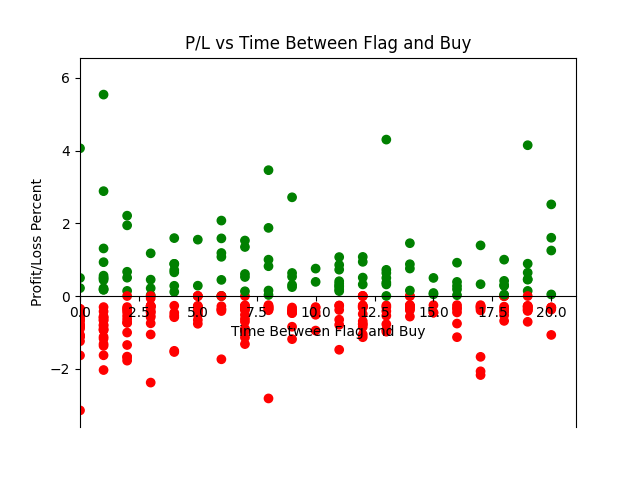 P/L vs Time Between Flag and Buy
Profit/Loss Percent
6
4
2
0
−2
0.0 2.5 5.0 7.5 10.0 12.5 15.0 17.5 20.0
Time Between Flag and Buy